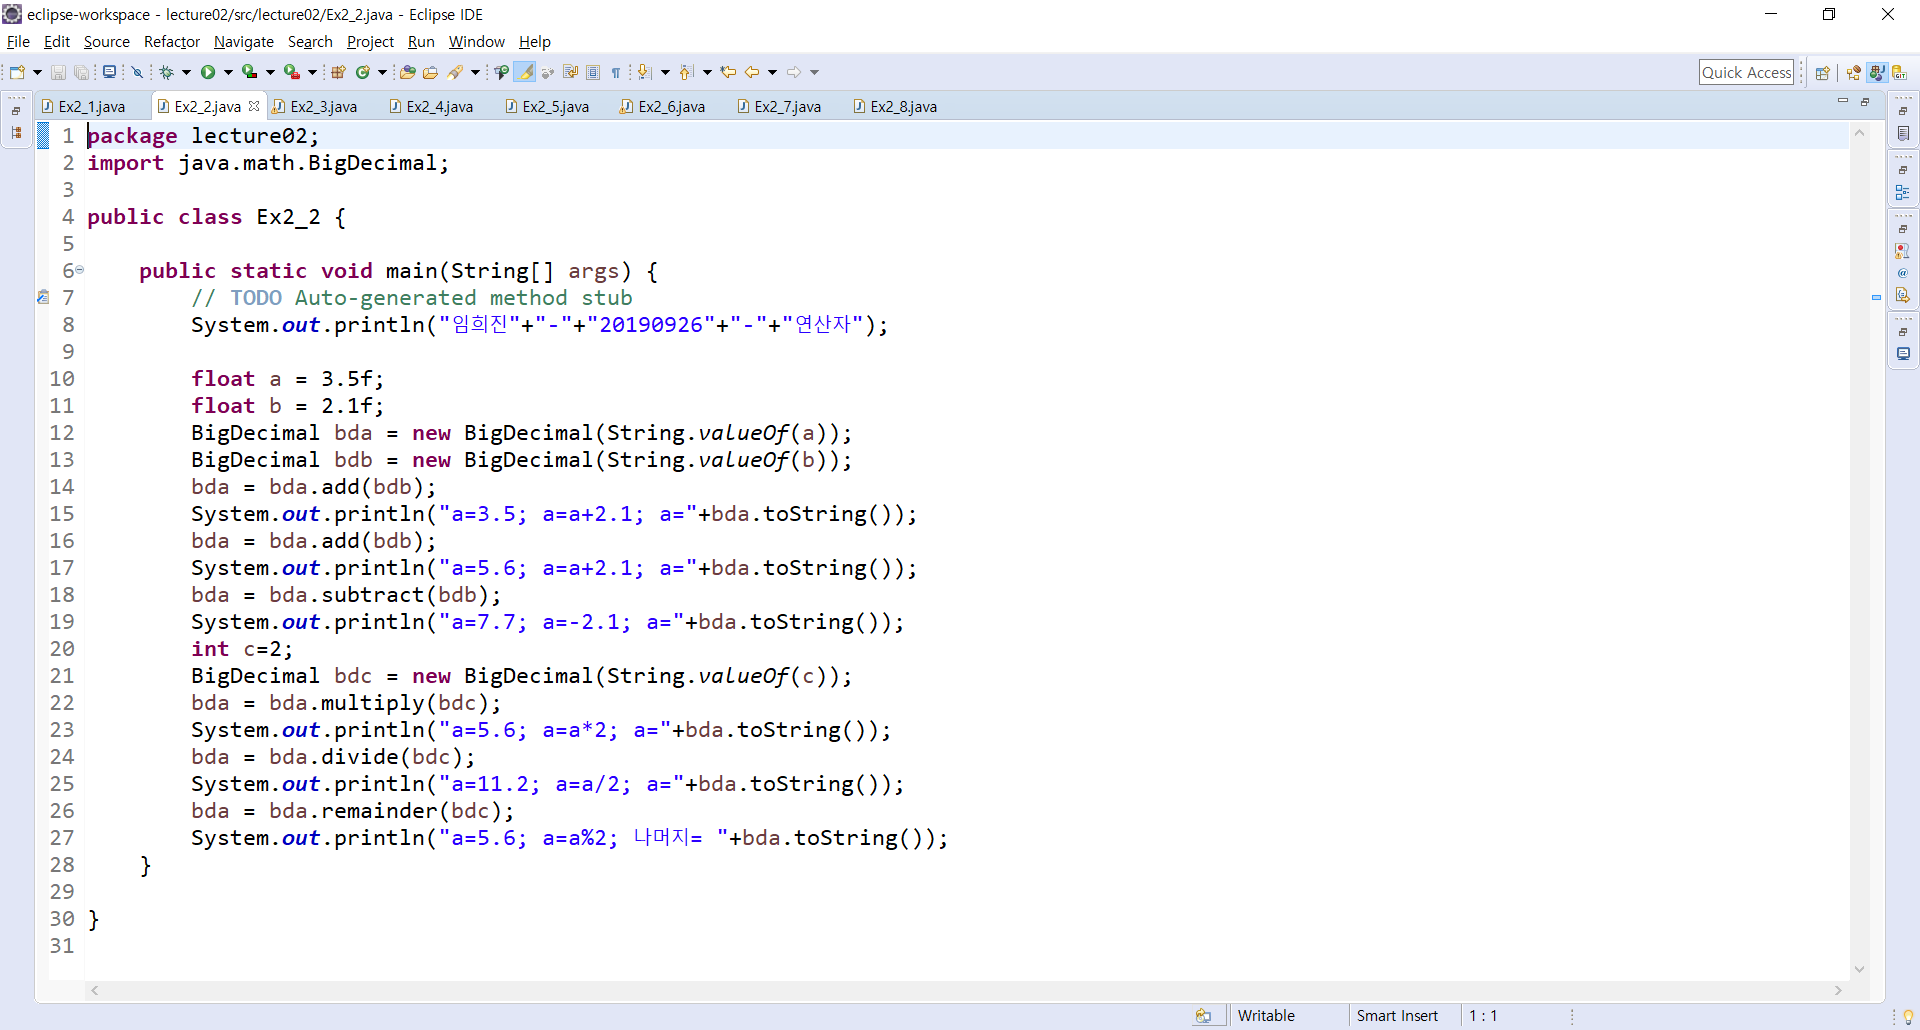 eclipse-workspace - lecture02/src/lecture02/Ex2_2.java - Eclipse IDE
File Edit Source Refactor Navigate Search Project Run Window Help
Quick Access
Ex2_1.java Ex2_2.java Ex2_3.java Ex2_4.java Ex2_5.java Ex2_6.java Ex2_7.java Ex2_8.java
1 package lecture02;
2 import java.math.BigDecimal;
3
4 public class Ex2_2 {
5
6 public static void main(String[] args) {
7 // TODO Auto-generated method stub
8 System.out.println("임희진"+"-"+"20190926"+"-"+"연산자");
9
10 float a = 3.5f;
11 float b = 2.1f;
12 BigDecimal bda = new BigDecimal(String.valueOf(a));
13 BigDecimal bdb = new BigDecimal(String.valueOf(b));
14 bda = bda.add(bdb);
15 System.out.println("a=3.5; a=a+2.1; a="+bda.toString());
16 bda = bda.add(bdb);
17 System.out.println("a=5.6; a=a+2.1; a="+bda.toString());
18 bda = bda.subtract(bdb);
19 System.out.println("a=7.7; a=-2.1; a="+bda.toString());
20 int c=2;
21 BigDecimal bdc = new BigDecimal(String.valueOf(c));
22 bda = bda.multiply(bdc);
23 System.out.println("a=5.6; a=a*2; a="+bda.toString());
24 bda = bda.divide(bdc);
25 System.out.println("a=11.2; a=a/2; a="+bda.toString());
26 bda = bda.remainder(bdc);
27 System.out.println("a=5.6; a=a%2; 나머지= "+bda.toString());
28 }
29
30 }
31
Writable Smart Insert 1 : 1